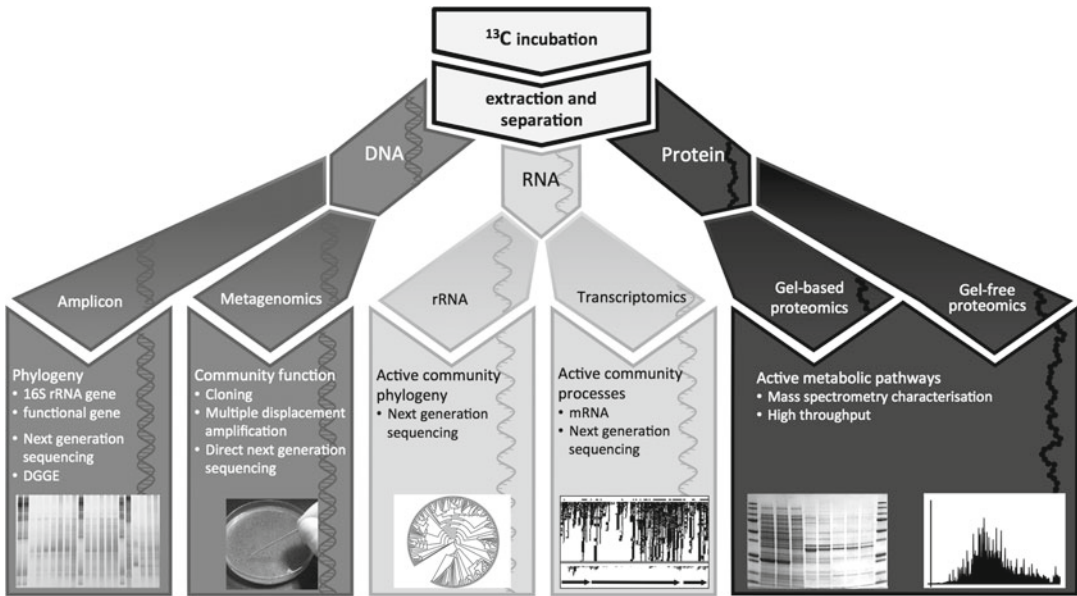 ¹³C incubation
extraction and
separation
DNA
RNA
Protein
Amplicon
Metagenomics
rRNA
Transcriptomics
Gel-based
proteomics
Gel-free
proteomics
Phylogeny
• 16S rRNA gene
• functional gene
• Next generation
sequencing
• DGGE
Community function
• Cloning
• Multiple displacement
amplification
• Direct next generation
sequencing
Active community
phylogeny
• Next generation
sequencing
Active community
processes
• mRNA
• Next generation
sequencing
Active metabolic pathways
• Mass spectrometry characterisation
• High throughput